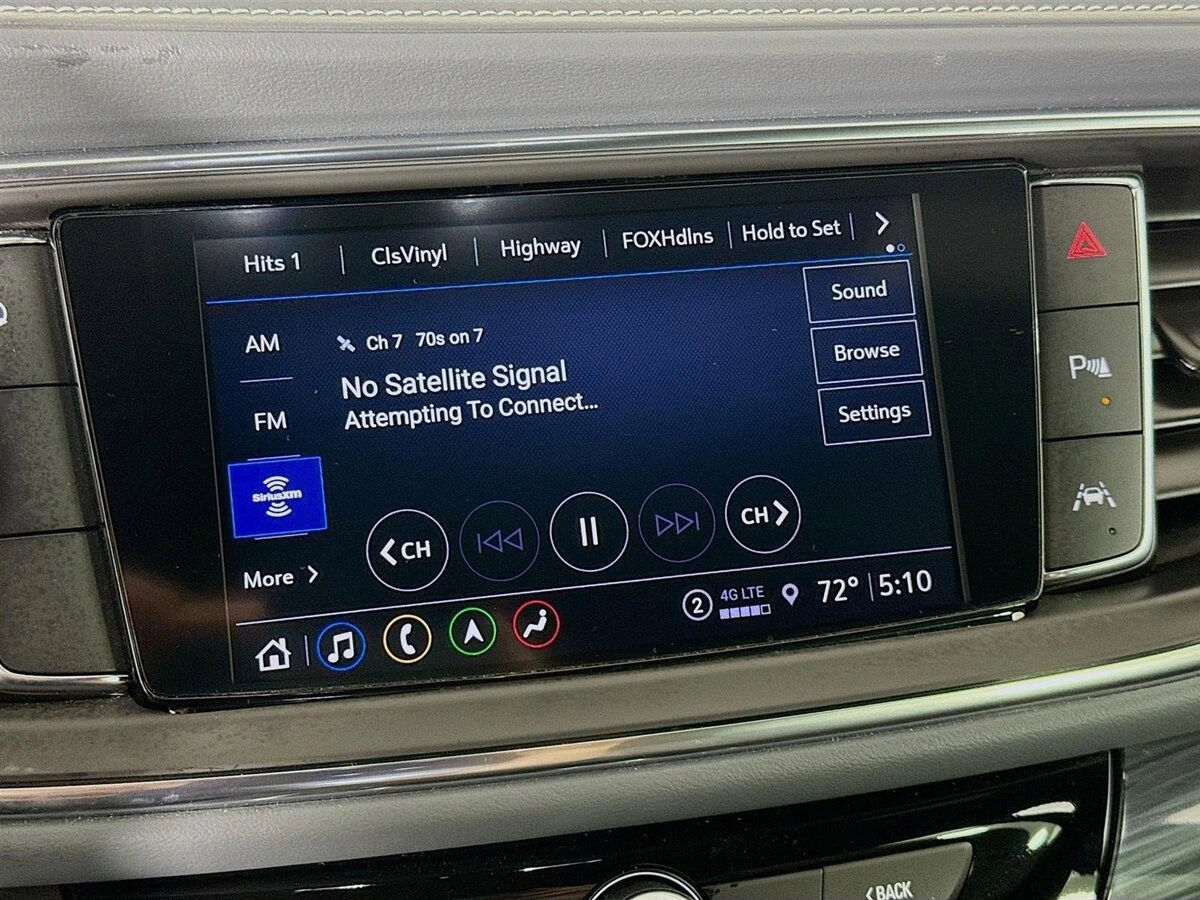 Hits 1
ClsVinyl
Highway
FOXHdlns
Hold to Set
Sound
AM
Ch 7 70s on 7
No Satellite Signal
Attempting To Connect...
Browse
FM
Settings
SiriusXM
CH
CH
More
2
4G LTE
72°
5:10
P
BACK